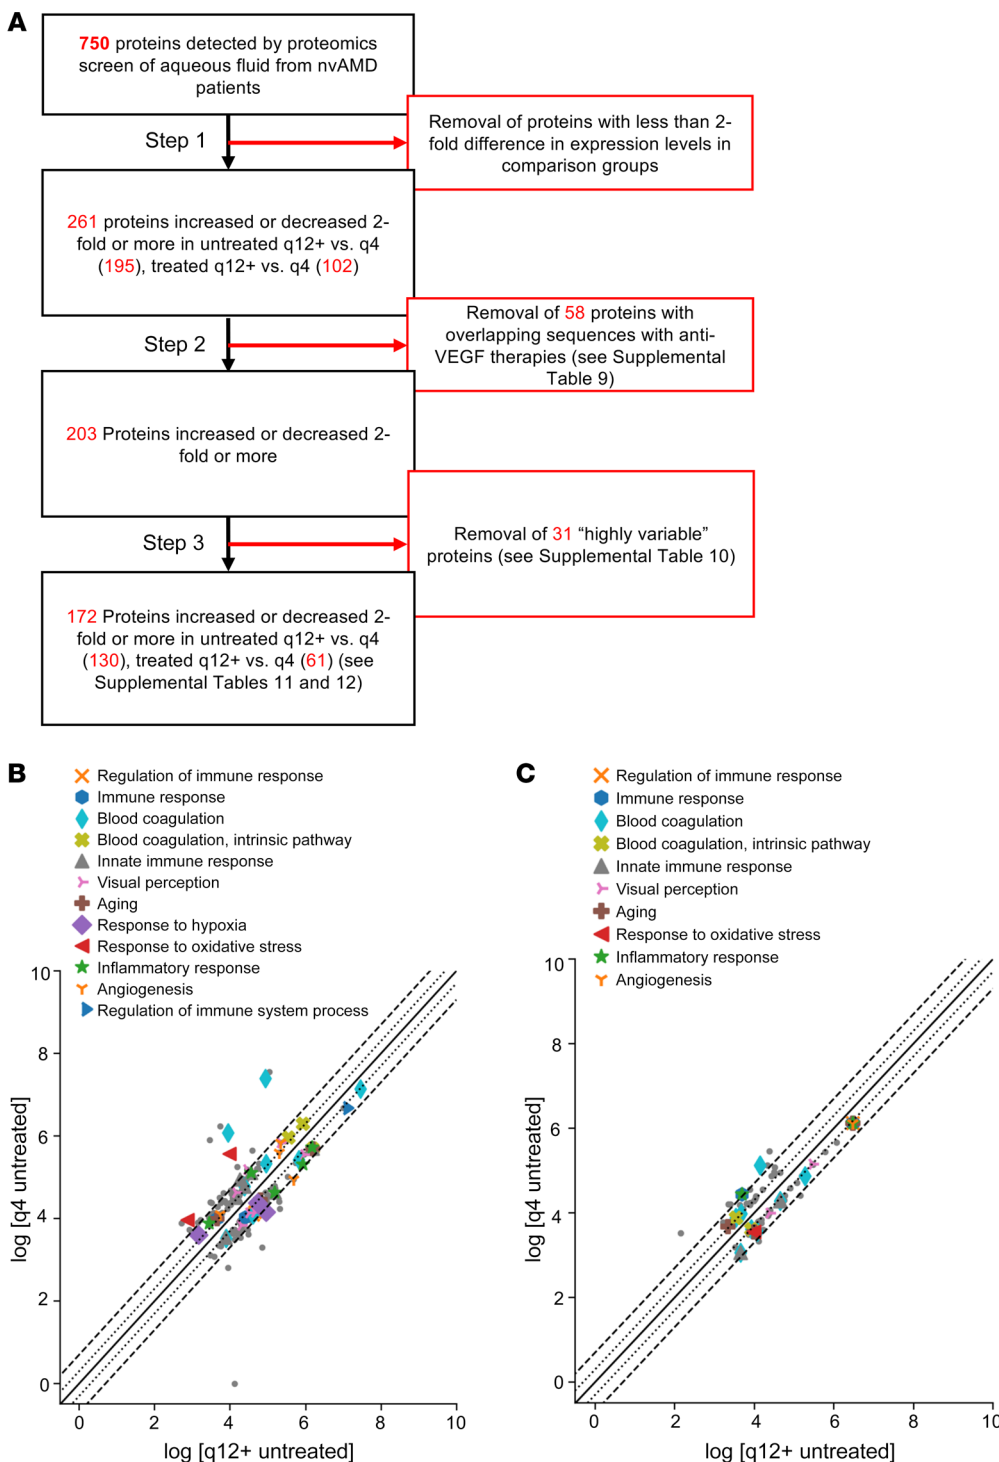 A
750 proteins detected by proteomics
screen of aqueous fluid from nvAMD
patients
Step 1
Removal of proteins with less than 2-
fold difference in expression levels in
comparison groups
261 proteins increased or decreased 2-
fold or more in untreated q12+ vs. q4
(195), treated q12+ vs. q4 (102)
Step 2
Removal of 58 proteins with
overlapping sequences with anti-
VEGF therapies (see Supplemental
Table 9)
203 Proteins increased or decreased 2-
fold or more
Step 3
Removal of 31 “highly variable”
proteins (see Supplemental Table 10)
172 Proteins increased or decreased 2-
fold or more in untreated q12+ vs. q4
(130), treated q12+ vs. q4 (61) (see
Supplemental Tables 11 and 12)
B
Regulation of immune response
Immune response
Blood coagulation
Blood coagulation, intrinsic pathway
Innate immune response
Visual perception
Aging
Response to hypoxia
Response to oxidative stress
Inflammatory response
Angiogenesis
Regulation of immune system process
10
8
6
4
2
0
log [q4 untreated]
0 2 4 6 8 10
log [q12+ untreated]
C
Regulation of immune response
Immune response
Blood coagulation
Blood coagulation, intrinsic pathway
Innate immune response
Visual perception
Aging
Response to oxidative stress
Inflammatory response
Angiogenesis
10
8
6
4
2
0
log [q4 untreated]
0 2 4 6 8 10
log [q12+ untreated]